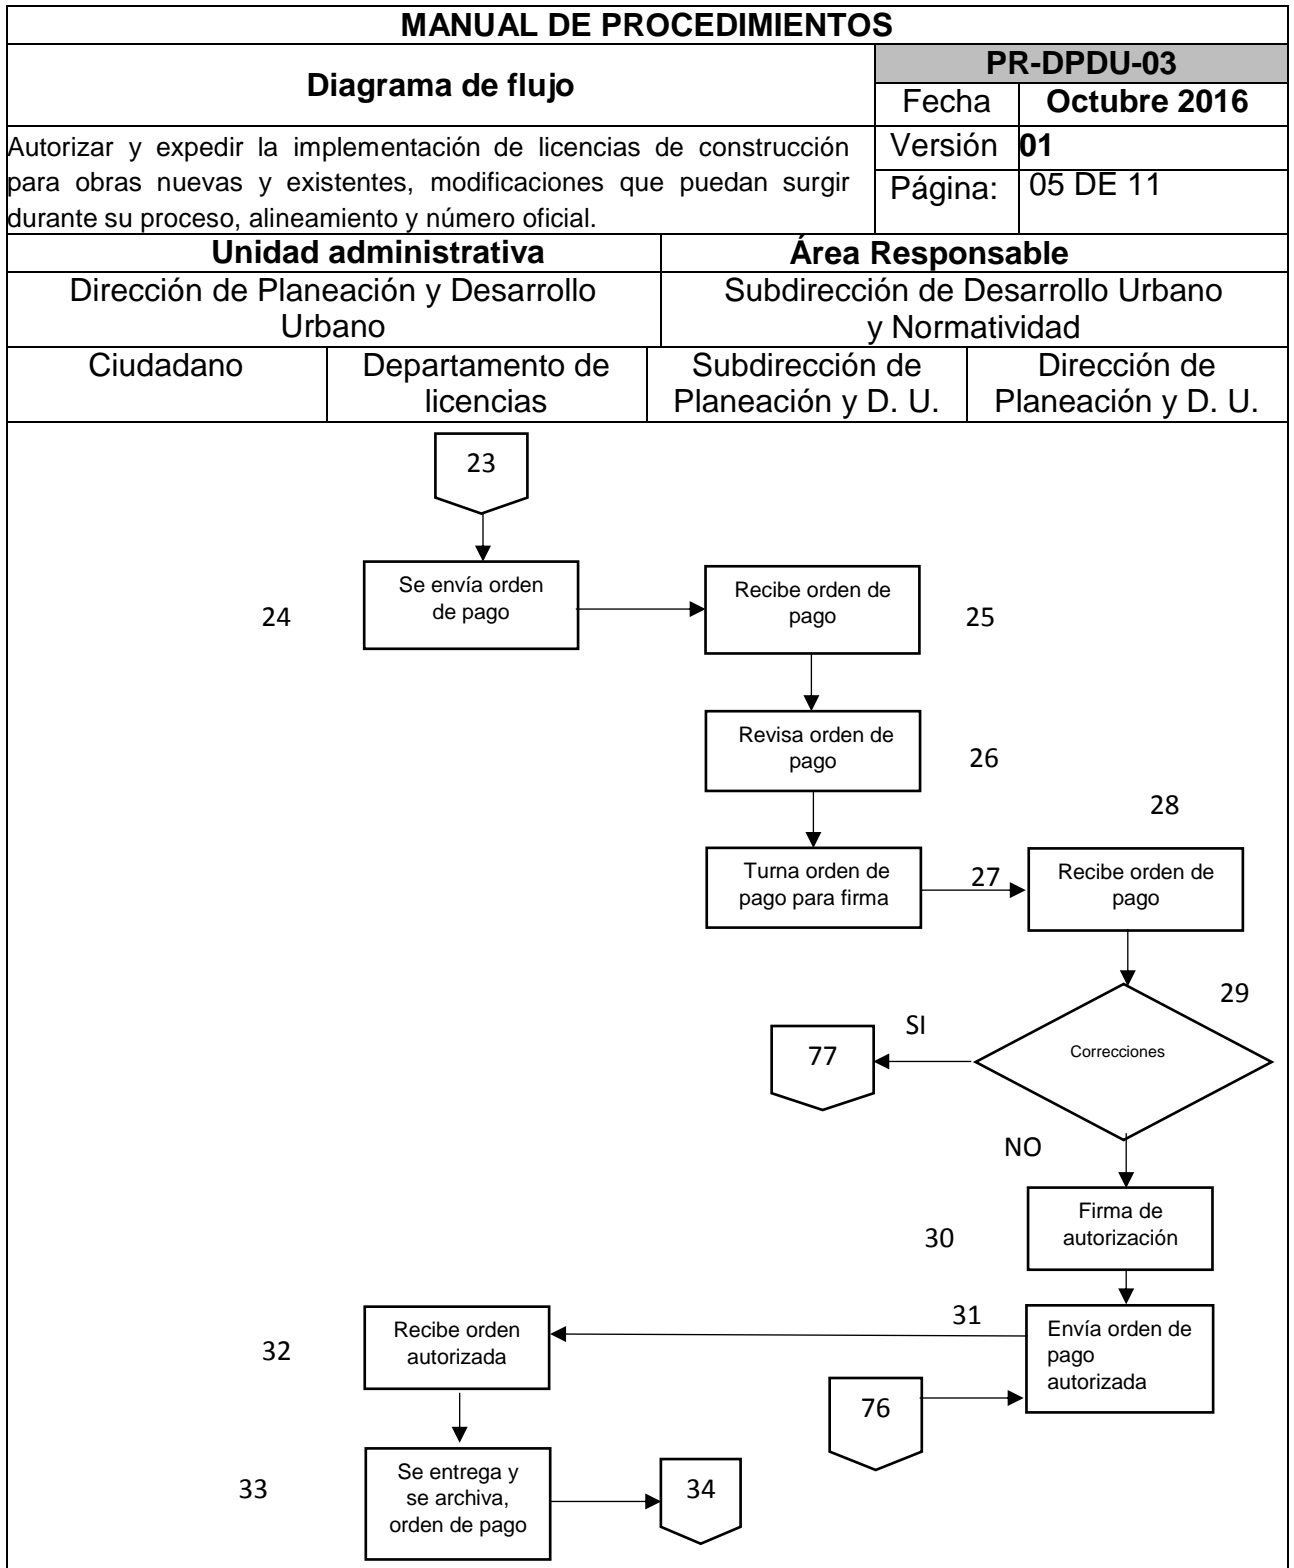 MANUAL DE PROCEDIMIENTOS
Diagrama de flujo
PR-DPDU-03
Fecha
Octubre 2016
Autorizar y expedir la implementación de licencias de construcción
para obras nuevas y existentes, modificaciones que puedan surgir
durante su proceso, alineamiento y número oficial.
Versión
01
Página:
05 DE 11
Unidad administrativa
Área Responsable
Dirección de Planeación y Desarrollo
Urbano
Subdirección de Desarrollo Urbano
y Normatividad
Ciudadano
Departamento de
licencias
Subdirección de
Planeación y D. U.
Dirección de
Planeación y D. U.
23
24
Se envía orden
de pago
Recibe orden de
pago
25
Revisa orden de
pago
26
28
Turna orden de
pago para firma
27
Recibe orden de
pago
29
SI
77
Correcciones
NO
30
Firma de
autorización
31
32
Recibe orden
autorizada
Envía orden de
pago
autorizada
76
33
Se entrega y
se archiva,
orden de pago
34